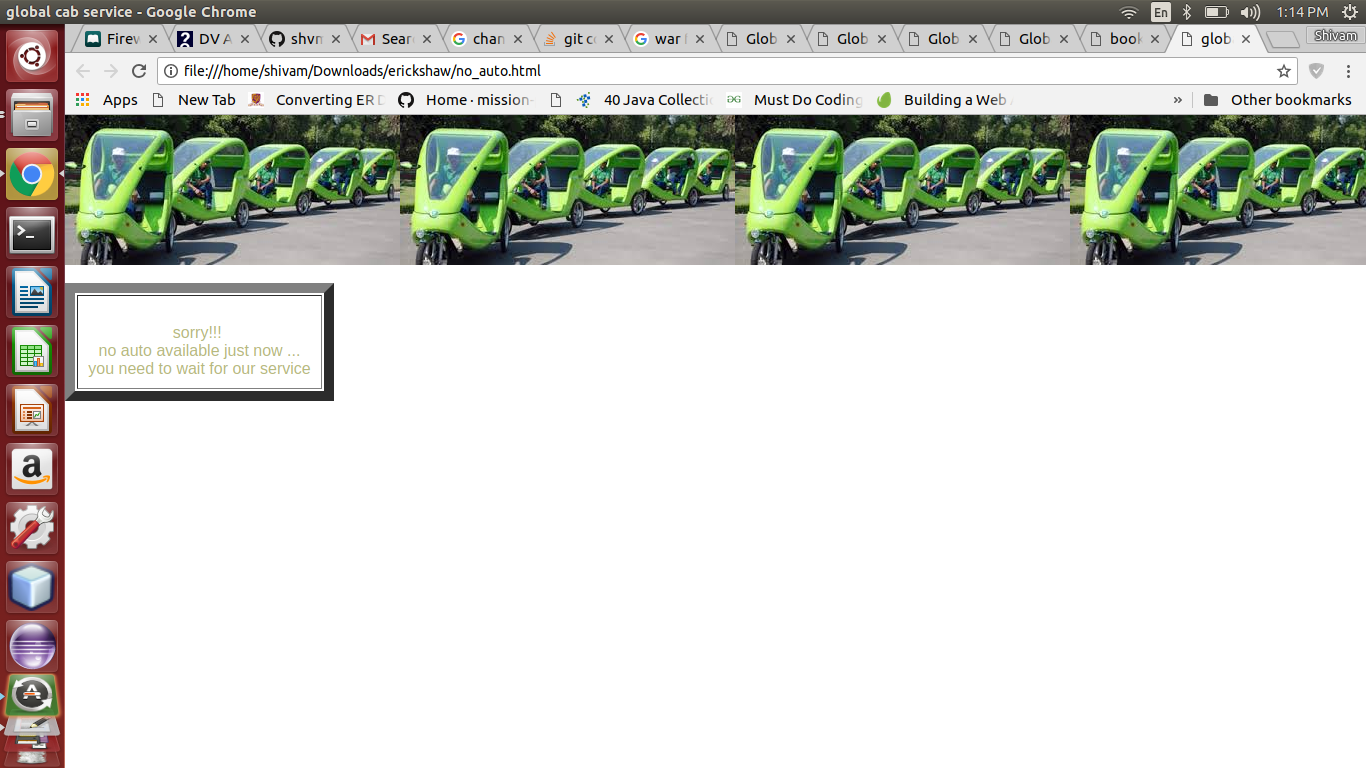 global cab service - Google Chrome
En
1:14 PM
Firew
DV A
shvm
Sear
chan
git c
war
Glob
Glob
Glob
Glob
book
glob
Shivam
file:///home/shivam/Downloads/erickshaw/no_auto.html
Apps
New Tab
Converting ER D
Home · mission-
40 Java Collecti
Must Do Coding
Building a Web
»
Other bookmarks
sorry!!!
no auto available just now ...
you need to wait for our service